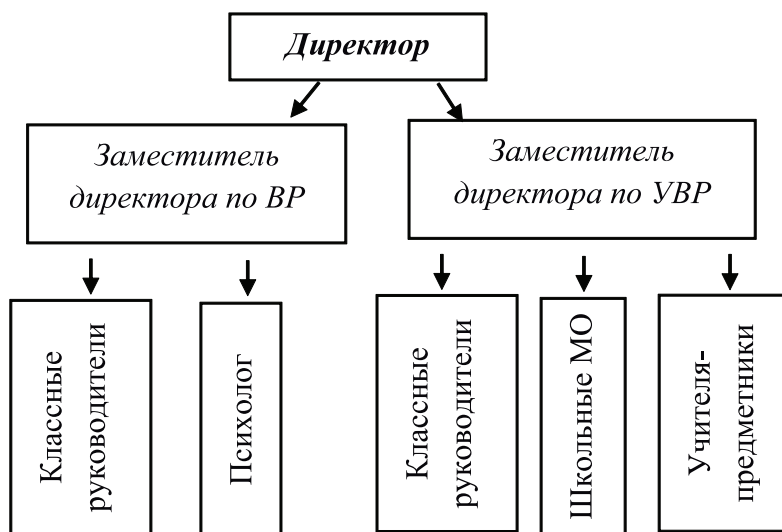 Директор
Заместитель
директора по ВР
Заместитель
директора по УВР
Классные
руководители
Психолог
Классные
руководители
Школьные МО
Учителя-
предметники